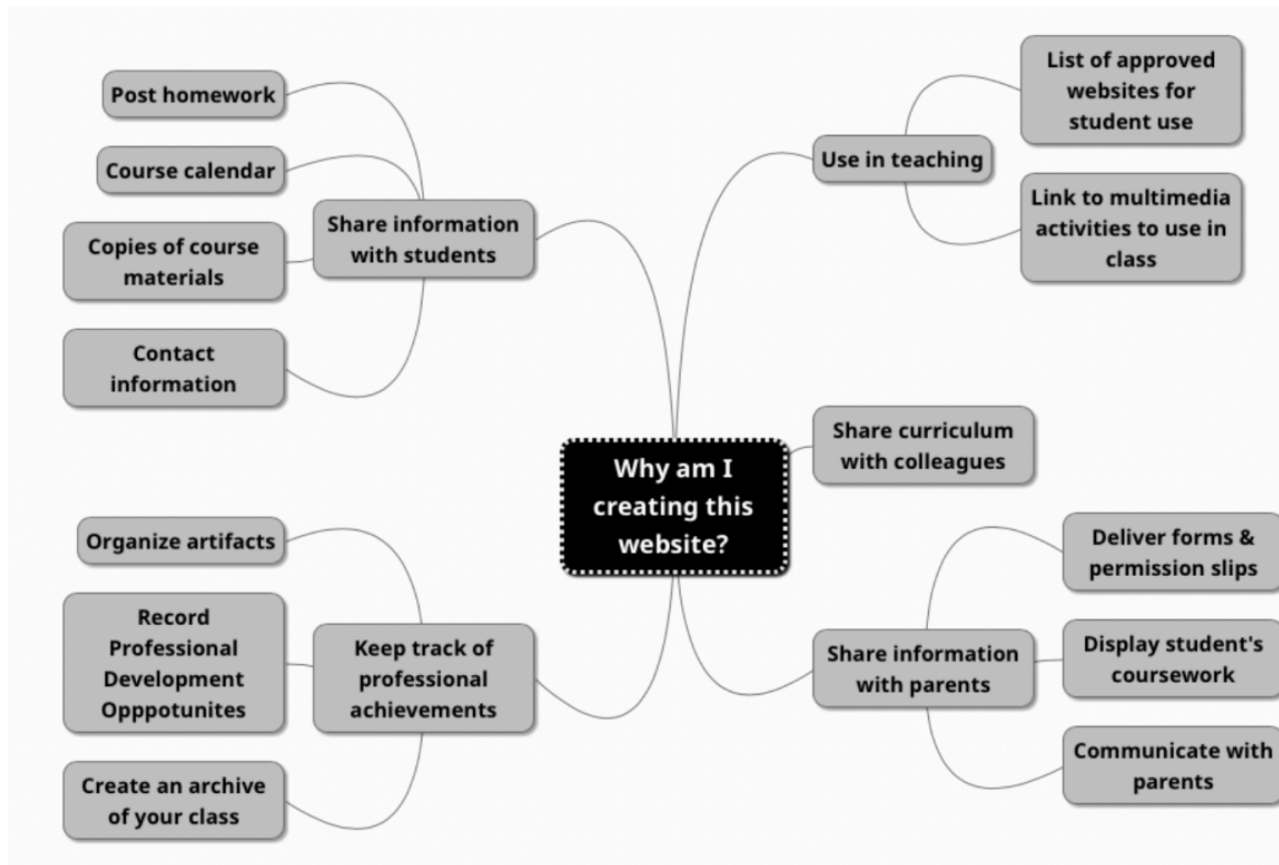 Why am I
creating this
website?
Share information
with students
Post homework
Course calendar
Copies of course
materials
Contact
information
Keep track of
professional
achievements
Organize artifacts
Record
Professional
Development
Opppotunites
Create an archive
of your class
Use in teaching
List of approved
websites for
student use
Link to multimedia
activities to use in
class
Share curriculum
with colleagues
Share information
with parents
Deliver forms &
permission slips
Display student's
coursework
Communicate with
parents